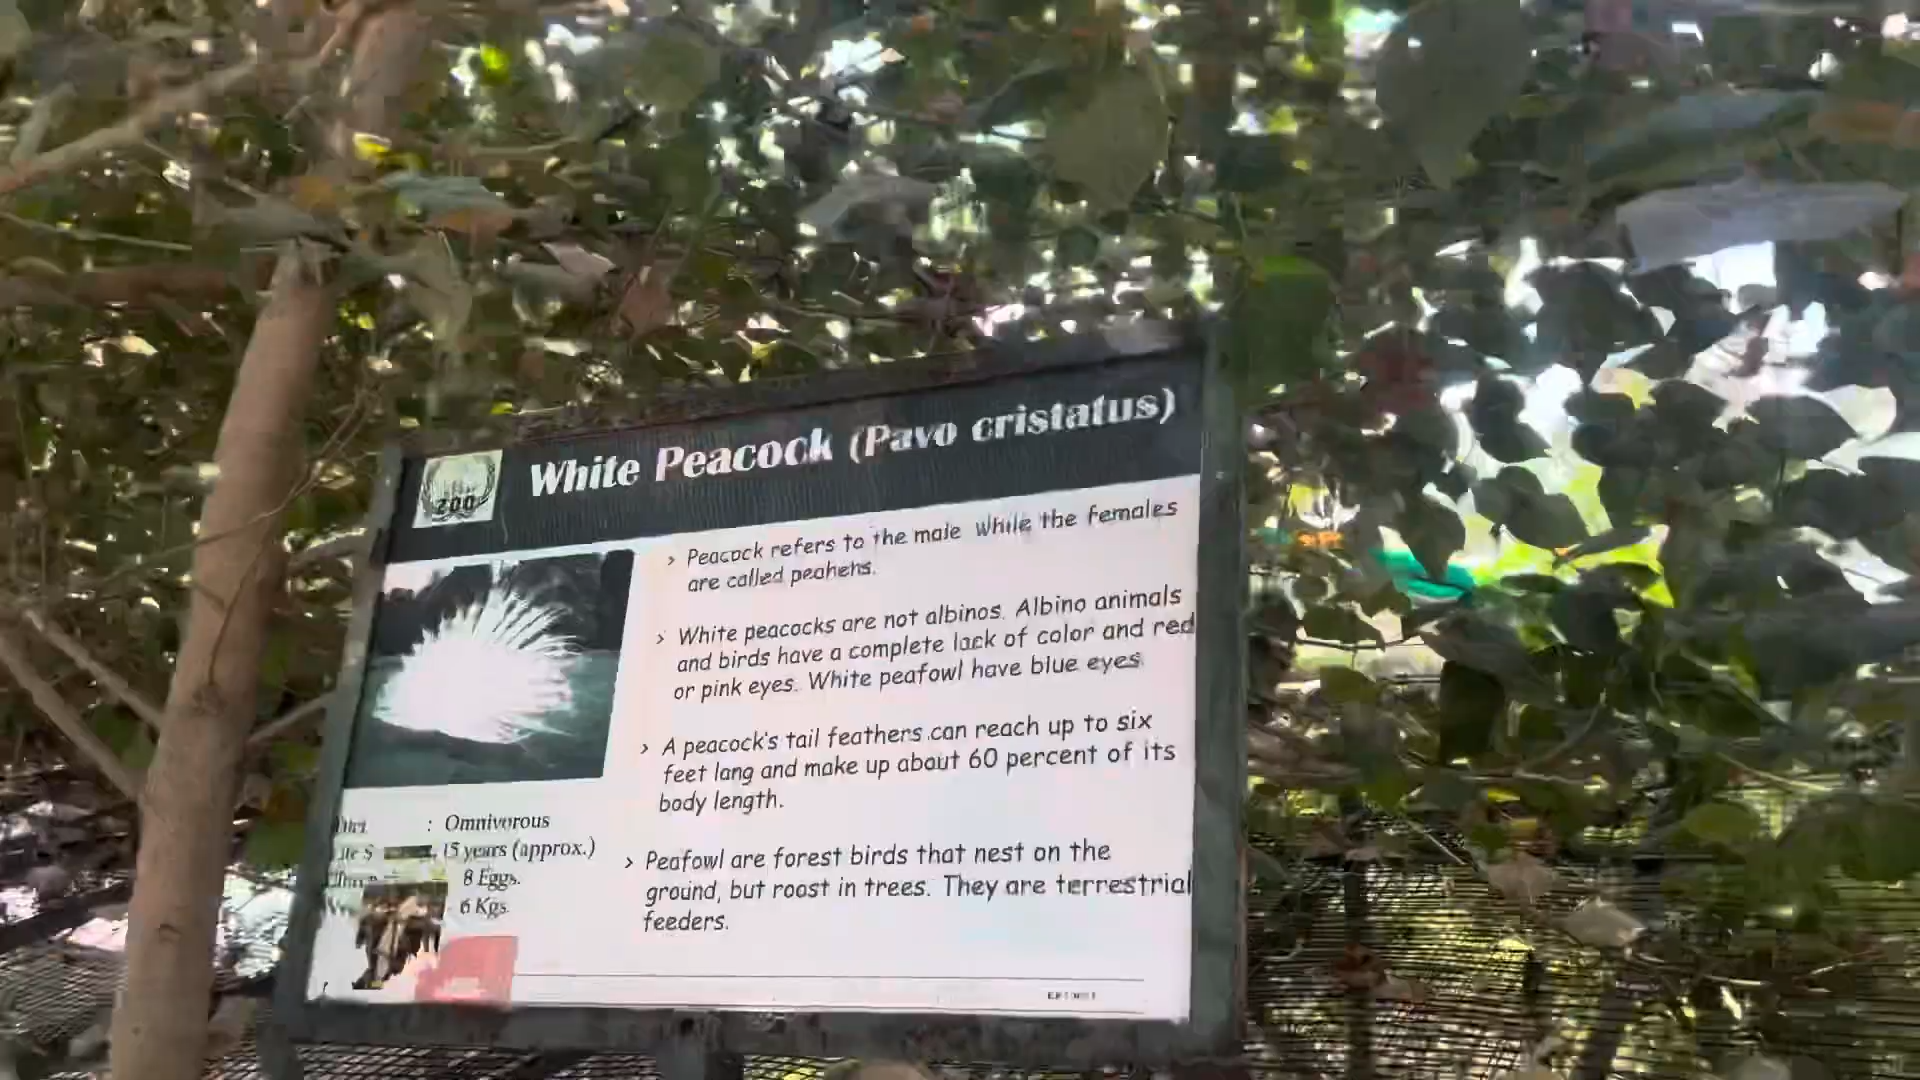 White Peacock (Pavo cristatus)
ZOO
› Peacock refers to the male While the females
are called peahens.
› White peacocks are not albinos. Albino animals
and birds have a complete lack of color and red
or pink eyes. White peafowl have blue eyes.
› A peacock's tail feathers can reach up to six
feet lang and make up about 60 percent of its
body length.
› Peafowl are forest birds that nest on the
ground, but roost in trees. They are terrestrial
feeders.
: Omnivorous
15 years (approx.)
8 Eggs.
6 Kgs.